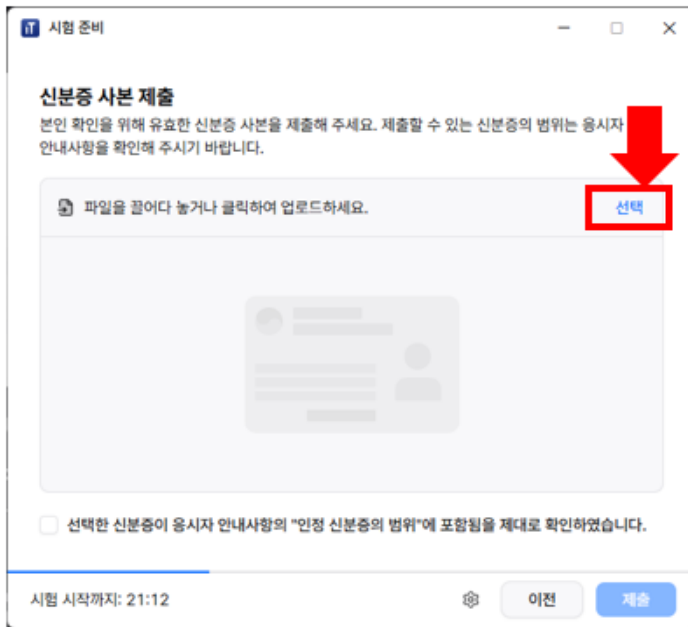 iT 시험 준비
신분증 사본 제출
본인 확인을 위해 유효한 신분증 사본을 제출해 주세요. 제출할 수 있는 신분증의 범위는 응시자
안내사항을 확인해 주시기 바랍니다.
파일을 끌어다 놓거나 클릭하여 업로드하세요. 선택
선택한 신분증이 응시자 안내사항의 "인정 신분증의 범위"에 포함됨을 제대로 확인하였습니다.
시험 시작까지: 21:12 이전 제출